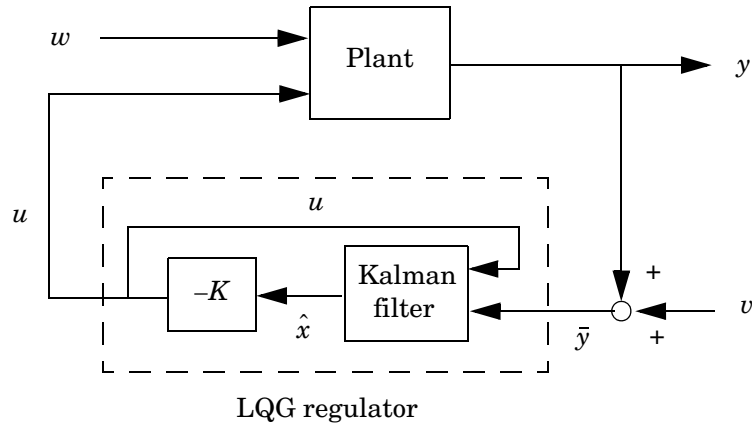 w
Plant
y
u
u
Kalman
filter
–K
x̂
+
+
v
ȳ
LQG regulator